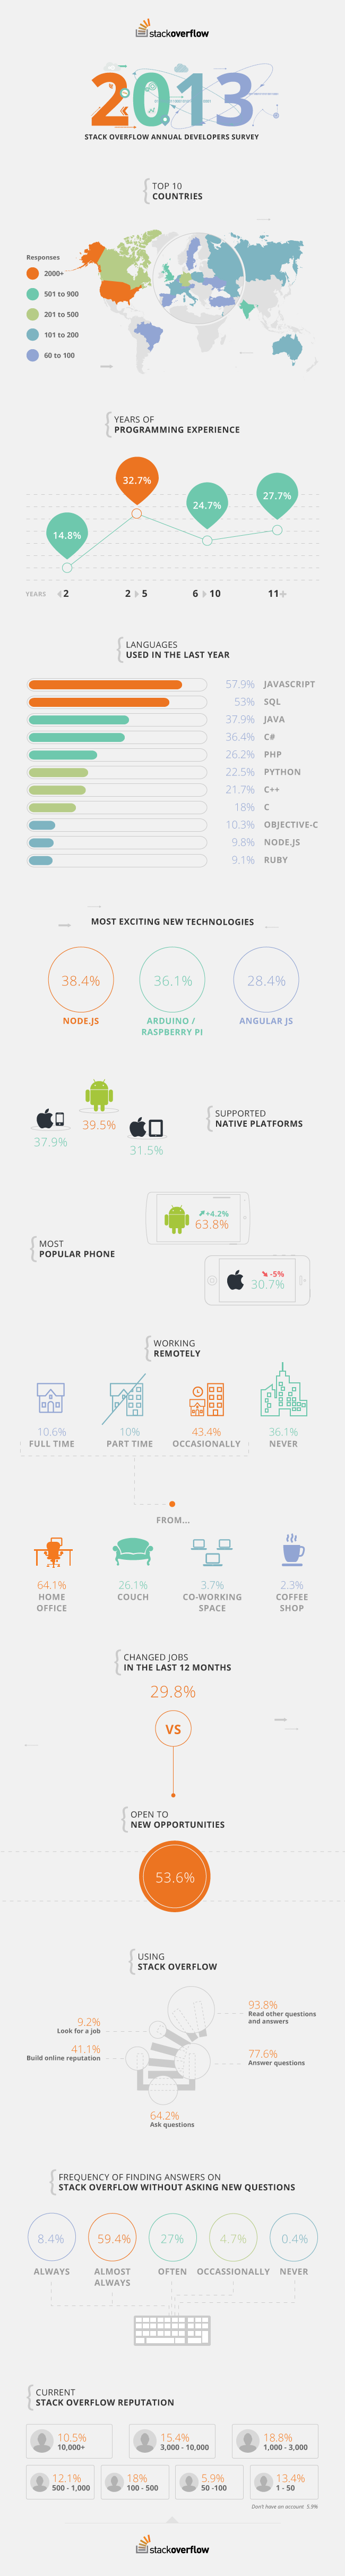 stackoverflow
2013
STACK OVERFLOW ANNUAL DEVELOPERS SURVEY
TOP 10
COUNTRIES
Responses
2000+
501 to 900
201 to 500
101 to 200
60 to 100
YEARS OF
PROGRAMMING EXPERIENCE
14.8%
32.7%
24.7%
27.7%
YEARS
2
2 5
6 10
11+
LANGUAGES
USED IN THE LAST YEAR
57.9% JAVASCRIPT
53% SQL
37.9% JAVA
36.4% C#
26.2% PHP
22.5% PYTHON
21.7% C++
18% C
10.3% OBJECTIVE-C
9.8% NODE.JS
9.1% RUBY
MOST EXCITING NEW TECHNOLOGIES
38.4%
36.1%
28.4%
NODE.JS
ARDUINO /
RASPBERRY PI
ANGULAR JS
SUPPORTED
NATIVE PLATFORMS
37.9%
39.5%
31.5%
MOST
POPULAR PHONE
+4.2%
63.8%
-5%
30.7%
WORKING
REMOTELY
10.6%
FULL TIME
10%
PART TIME
43.4%
OCCASIONALLY
36.1%
NEVER
FROM...
64.1%
HOME
OFFICE
26.1%
COUCH
3.7%
CO-WORKING
SPACE
2.3%
COFFEE
SHOP
CHANGED JOBS
IN THE LAST 12 MONTHS
29.8%
VS
OPEN TO
NEW OPPORTUNITIES
53.6%
USING
STACK OVERFLOW
93.8%
Read other questions
and answers
9.2%
Look for a job
41.1%
Build online reputation
77.6%
Answer questions
64.2%
Ask questions
FREQUENCY OF FINDING ANSWERS ON
STACK OVERFLOW WITHOUT ASKING NEW QUESTIONS
8.4%
59.4%
27%
4.7%
0.4%
ALWAYS
ALMOST
ALWAYS
OFTEN
OCCASSIONALLY
NEVER
CURRENT
STACK OVERFLOW REPUTATION
10.5%
10,000+
15.4%
3,000 - 10,000
18.8%
1,000 - 3,000
12.1%
500 - 1,000
18%
100 - 500
5.9%
50 -100
13.4%
1 - 50
Don't have an account 5.9%
stackoverflow